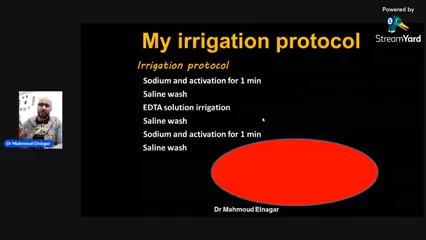 Powered by
StreamYard
My irrigation protocol
Irrigation protocol
Sodium and activation for 1 min
Saline wash
EDTA solution irrigation
Saline wash
Sodium and activation for 1 min
Saline wash
Dr Mahmoud Elnagar
Dr Mahmoud Elnagar